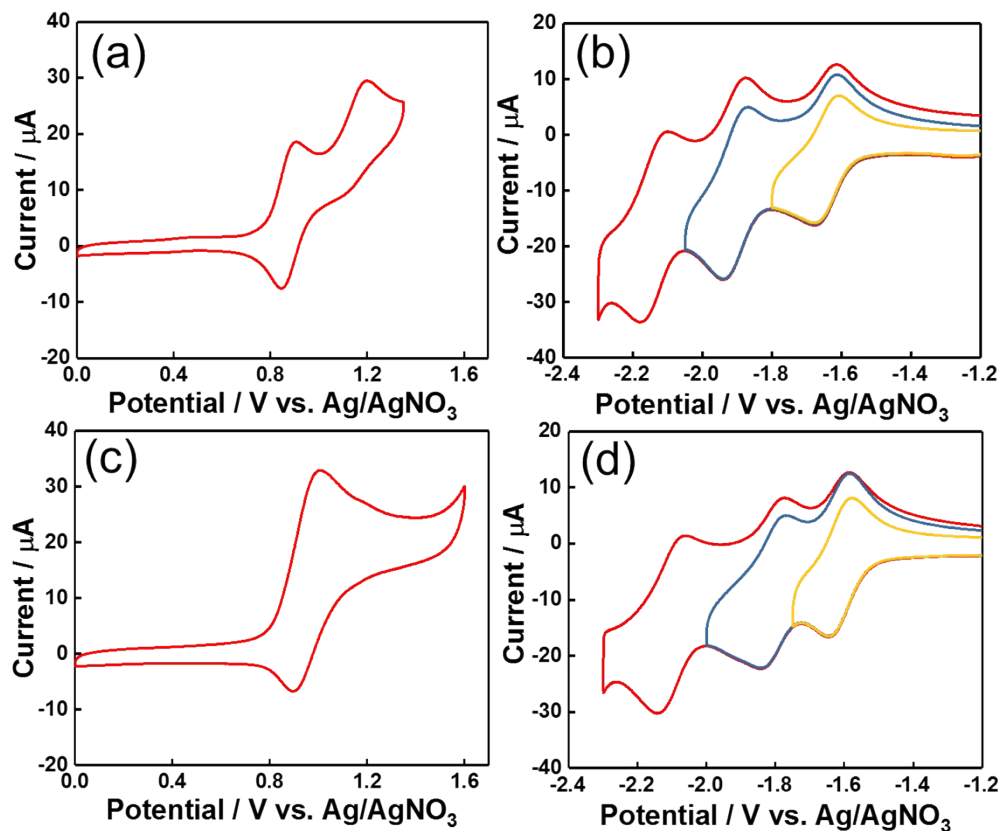 (a)
40
30
20
10
0
-10
-20
Current / μA
0.0 0.4 0.8 1.2 1.6
Potential / V vs. Ag/AgNO₃
(b)
20
10
0
-10
-20
-30
-40
Current / μA
-2.4 -2.2 -2.0 -1.8 -1.6 -1.4 -1.2
Potential / V vs. Ag/AgNO₃
(c)
40
30
20
10
0
-10
-20
Current / μA
0.0 0.4 0.8 1.2 1.6
Potential / V vs. Ag/AgNO₃
(d)
20
10
0
-10
-20
-30
-40
Current / μA
-2.4 -2.2 -2.0 -1.8 -1.6 -1.4 -1.2
Potential / V vs. Ag/AgNO₃